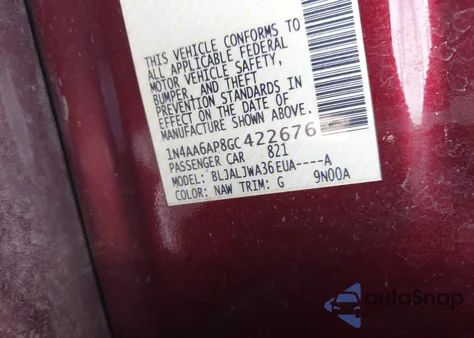 THIS VEHICLE CONFORMS TO
ALL APPLICABLE FEDERAL
MOTOR VEHICLE SAFETY,
BUMPER, AND THEFT
PREVENTION STANDARDS IN
EFFECT ON THE DATE OF
MANUFACTURE SHOWN ABOVE.
1N4AA6AP8GC422676
PASSENGER CAR 821
MODEL: BLJALJWA36EUA----A
COLOR: NAW TRIM: G 9N00A
autoSnap